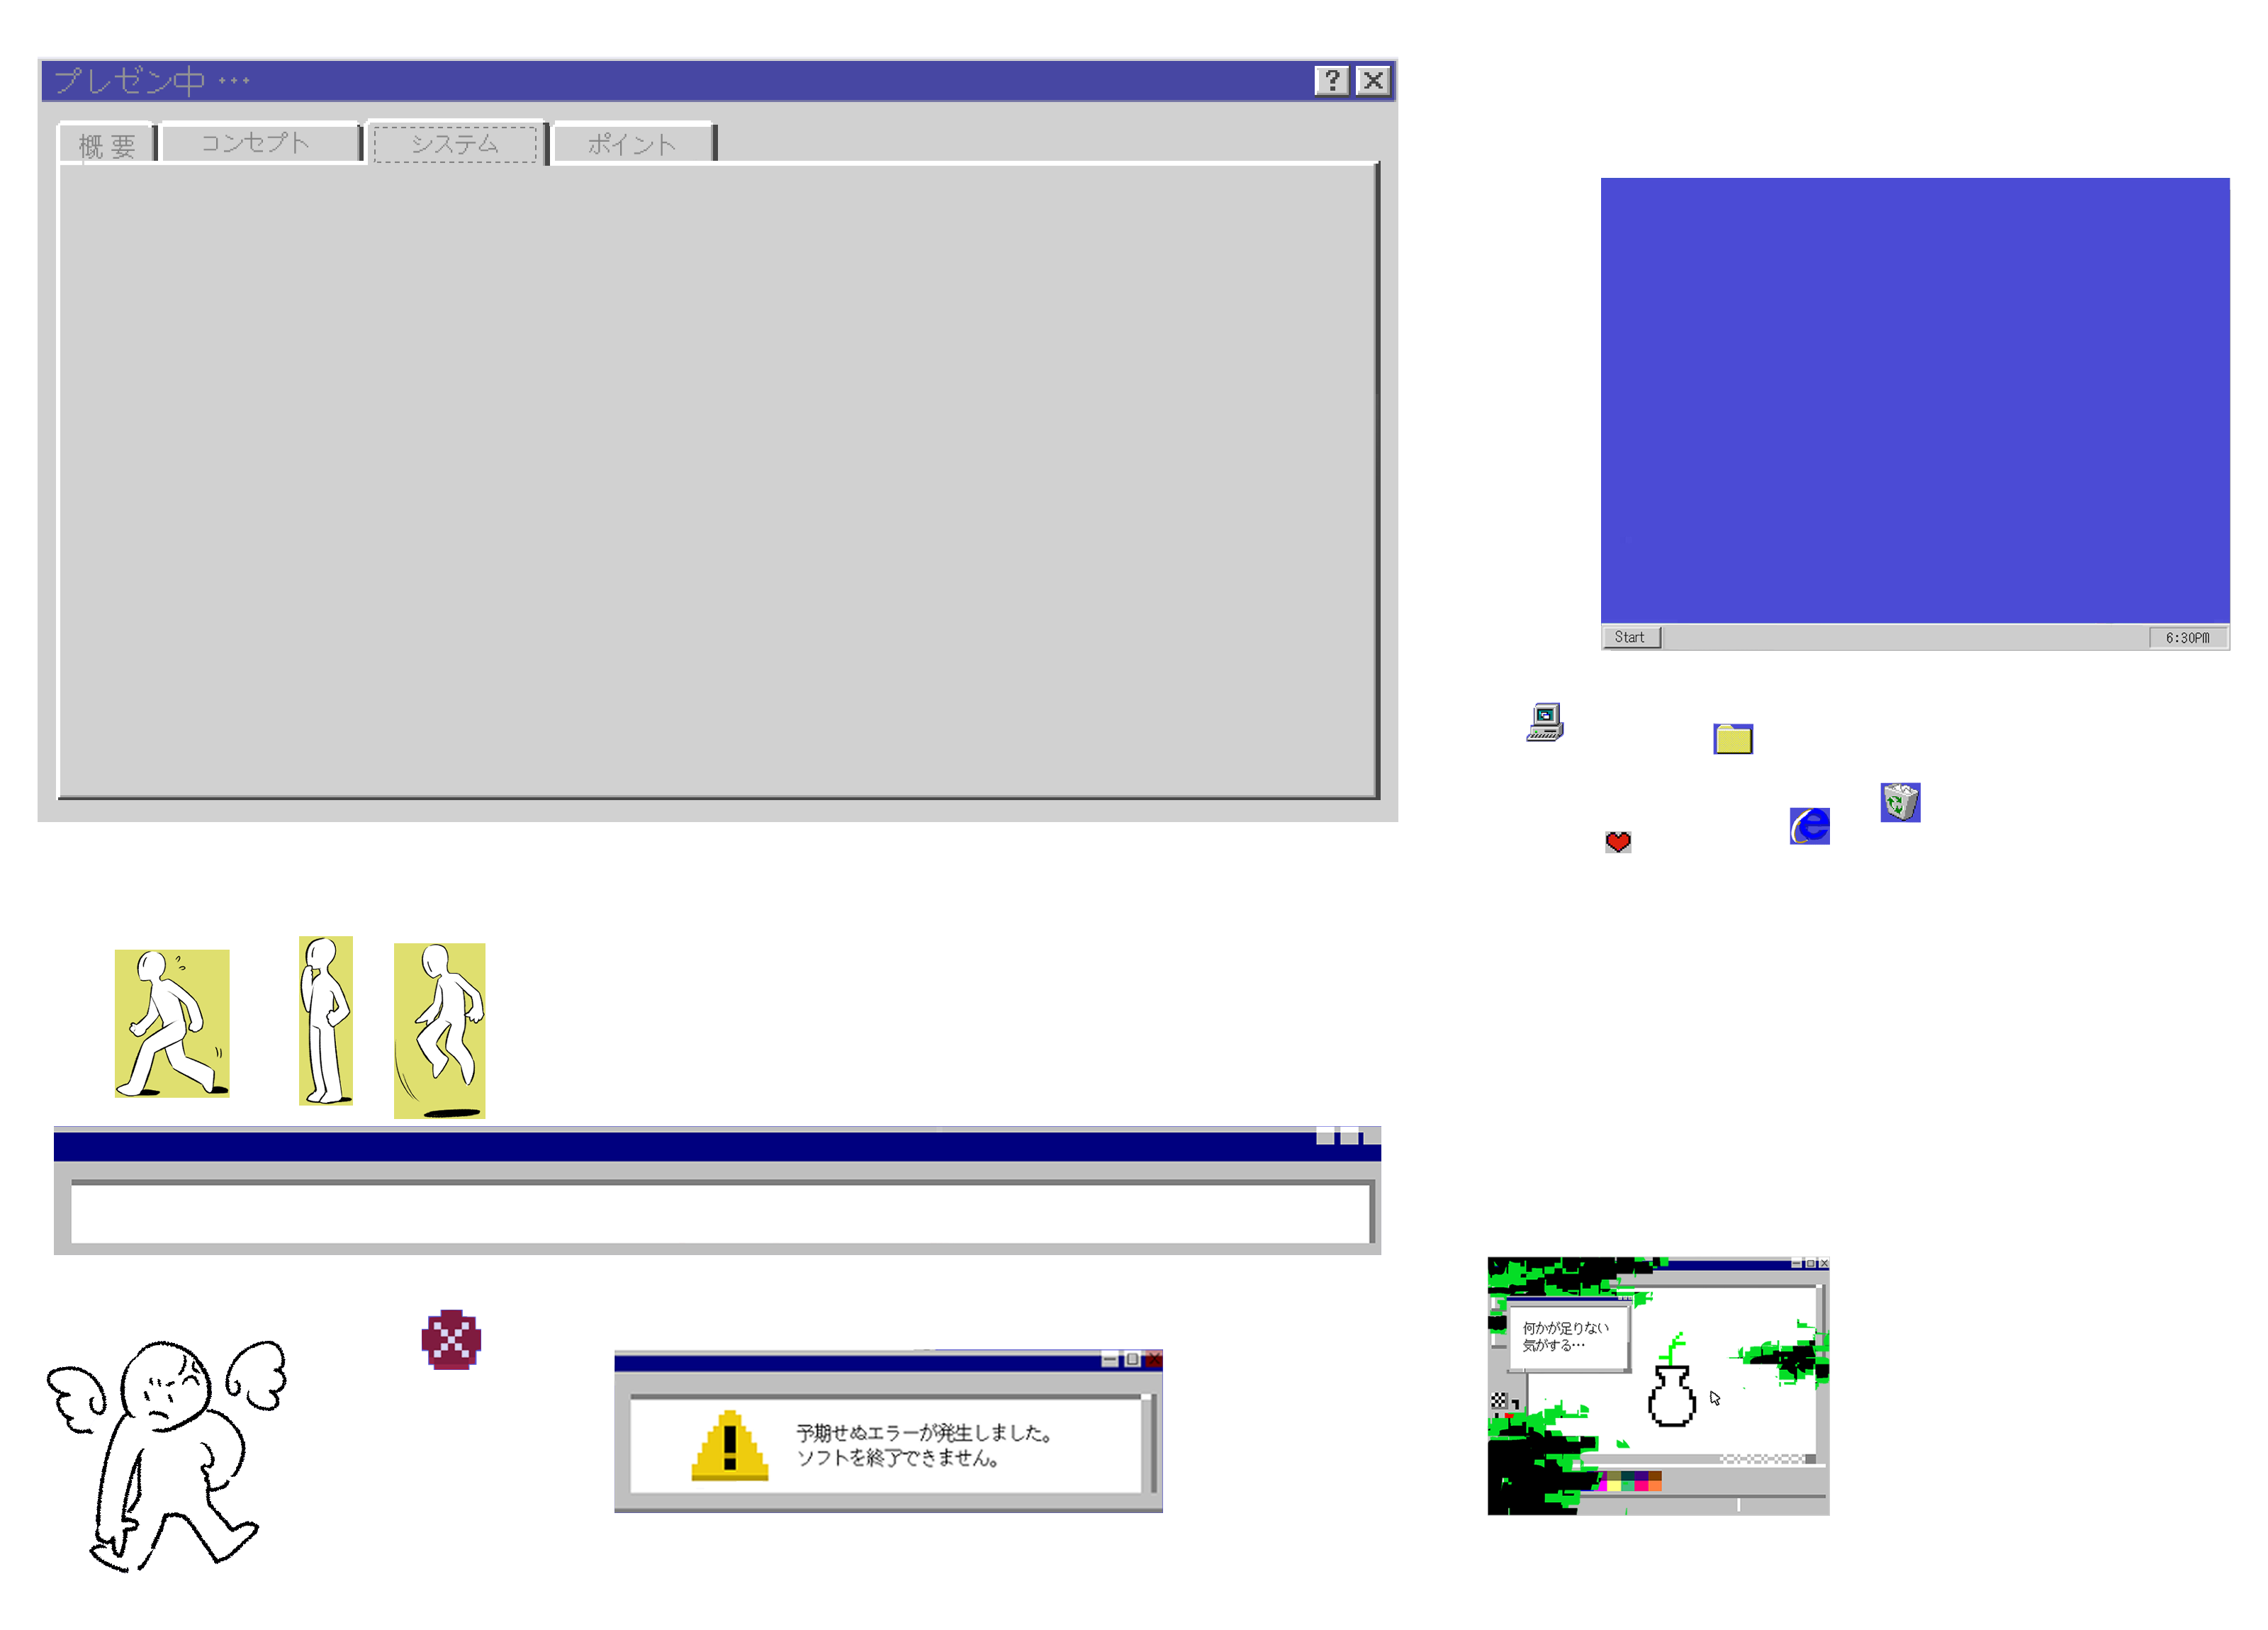 プレゼン中 …
概 要
コンセプト
システム
ポイント
Start
6:30PM
予期せぬエラーが発生しました。
ソフトを終了できません。
何かが足りない
気がする…